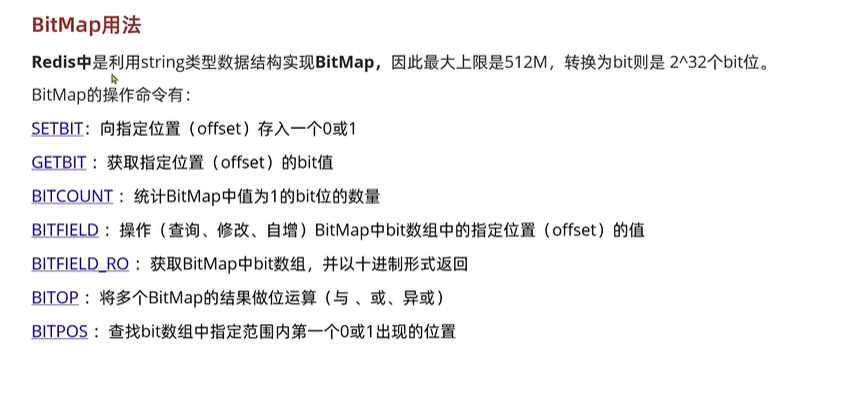 BitMap用法
Redis中是利用string类型数据结构实现BitMap，因此最大上限是512M，转换为bit则是 2^32个bit位。
BitMap的操作命令有：
SETBIT：向指定位置（offset）存入一个0或1
GETBIT ：获取指定位置（offset）的bit值
BITCOUNT ：统计BitMap中值为1的bit位的数量
BITFIELD ：操作（查询、修改、自增）BitMap中bit数组中的指定位置（offset）的值
BITFIELD_RO ：获取BitMap中bit数组，并以十进制形式返回
BITOP ：将多个BitMap的结果做位运算（与 、或、异或）
BITPOS ：查找bit数组中指定范围内第一个0或1出现的位置